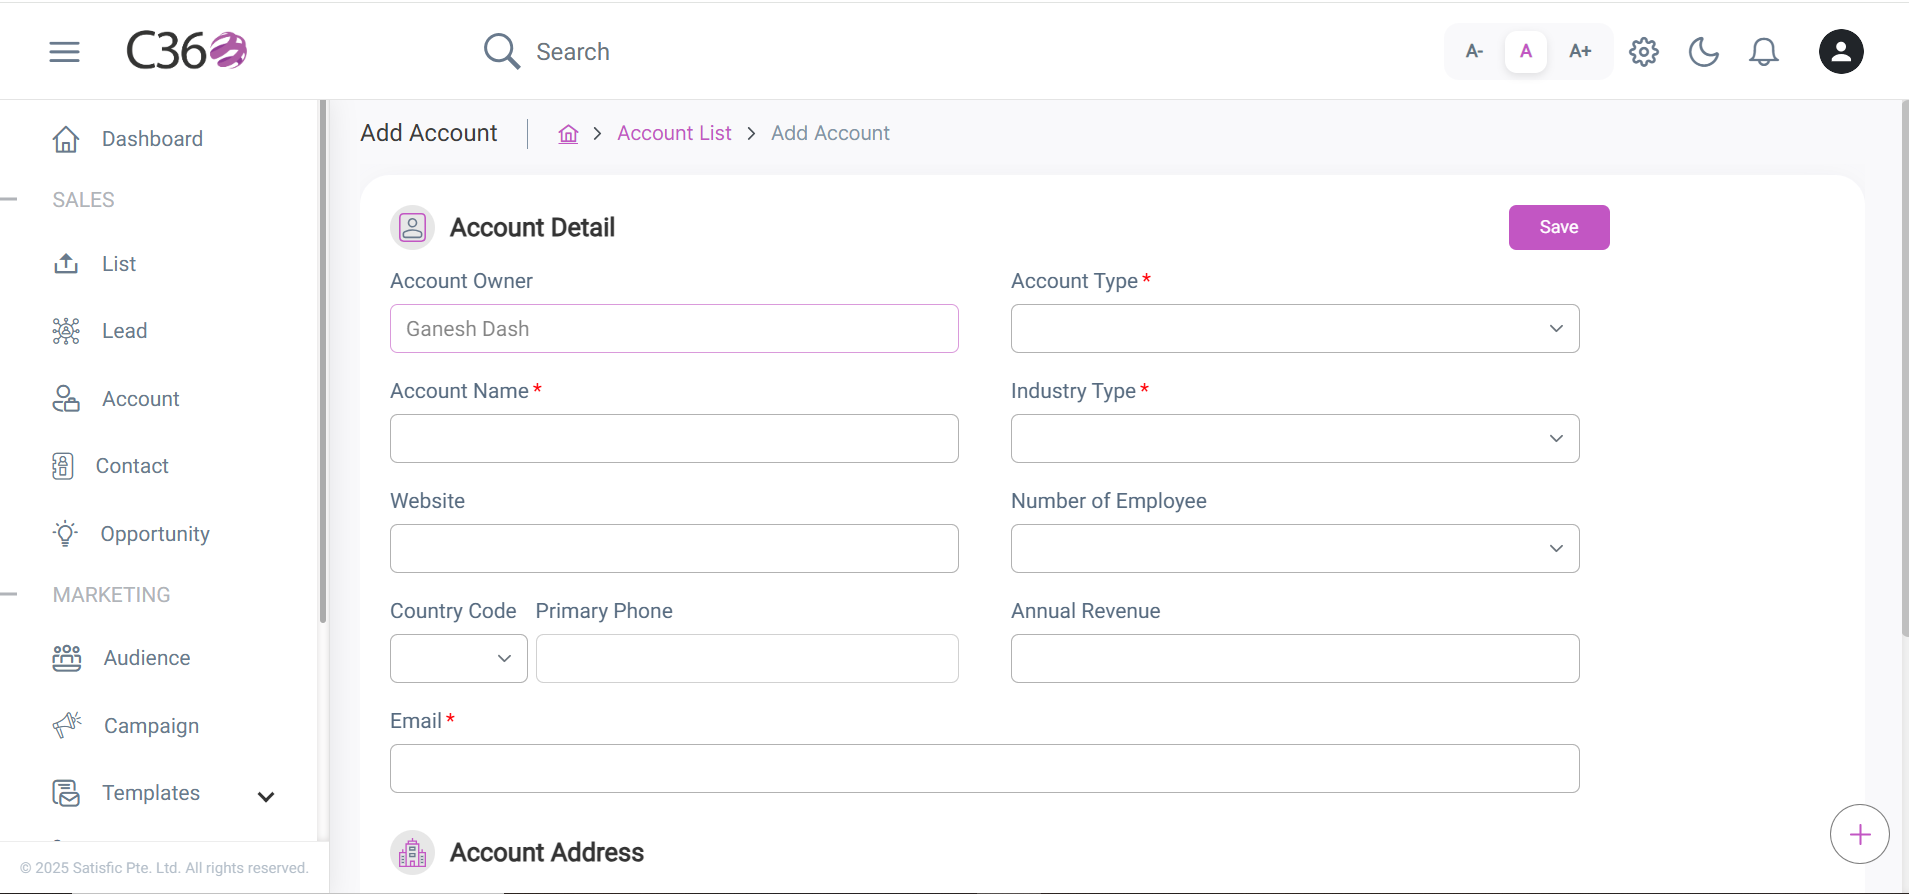 C360
Search
A-
A
A+
Dashboard
SALES
List
Lead
Account
Contact
Opportunity
MARKETING
Audience
Campaign
Templates
© 2025 Satisfic Pte. Ltd. All rights reserved.
Add Account
Account List
Add Account
Account Detail
Save
Account Owner
Account Type *
Ganesh Dash
Account Name *
Industry Type *
Website
Number of Employee
Country Code
Primary Phone
Annual Revenue
Email *
Account Address